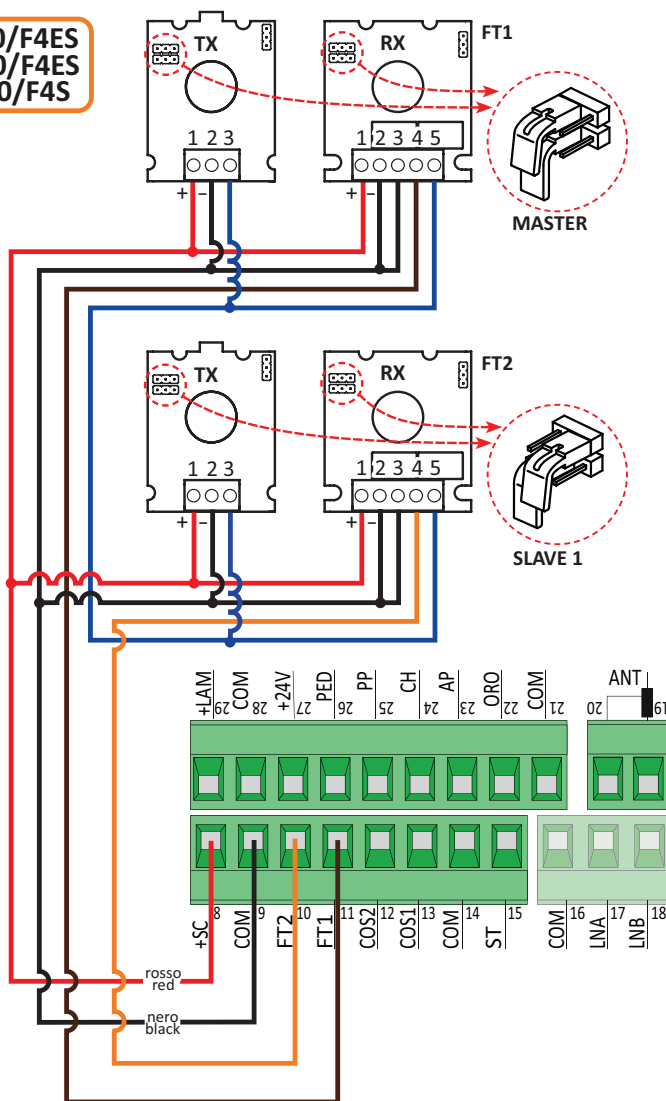 0/F4ES
0/F4ES
0/F4S
TX
RX
FT1
1 2 3
1 2 3 4 5
+ –
+ –
MASTER
TX
RX
FT2
1 2 3
1 2 3 4 5
+ –
+ –
SLAVE 1
+LAM 29
COM 28
+24V 27
PED 26
PP 25
CH 24
AP 23
ORO 22
COM 21
ANT
20
19
+SC 8
COM 9
FT2 10
FT1 11
COS2 12
COS1 13
COM 14
ST 15
COM 16
LNA 17
LNB 18
rosso
red
nero
black